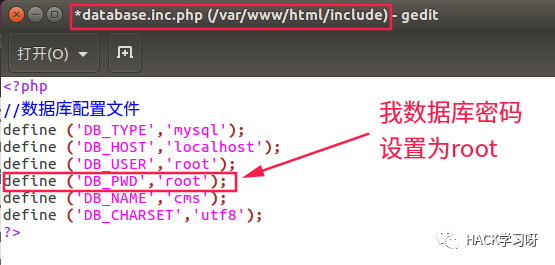 *database.inc.php (/var/www/html/include) - gedit
打开(O)
<?php
//数据库配置文件
define ('DB_TYPE','mysql');
define ('DB_HOST','localhost');
define ('DB_USER','root');
define ('DB_PWD','root');
define ('DB_NAME','cms');
define ('DB_CHARSET','utf8');
?>
我数据库密码
设置为root
HACK学习呀